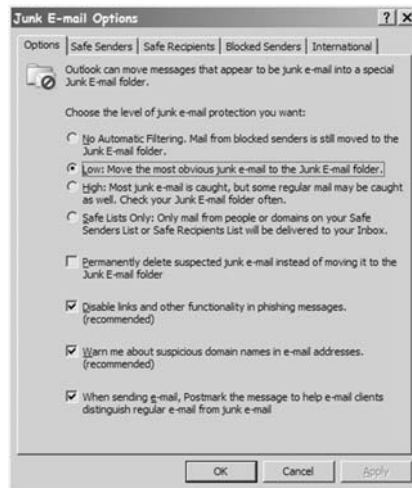 Junk E-mail Options
Options Safe Senders Safe Recipients Blocked Senders International
Outlook can move messages that appear to be junk e-mail into a special
Junk E-mail folder.
Choose the level of junk e-mail protection you want:
No Automatic Filtering. Mail from blocked senders is still moved to the
Junk E-mail folder.
Low: Move the most obvious junk e-mail to the Junk E-mail folder.
High: Most junk e-mail is caught, but some regular mail may be caught
as well. Check your Junk E-mail folder often.
Safe Lists Only: Only mail from people or domains on your Safe
Senders List or Safe Recipients List will be delivered to your Inbox.
Permanently delete suspected junk e-mail instead of moving it to the
Junk E-mail folder
Disable links and other functionality in phishing messages.
(recommended)
Warn me about suspicious domain names in e-mail addresses.
(recommended)
When sending e-mail, Postmark the message to help e-mail clients
distinguish regular e-mail from junk e-mail
OK Cancel Apply